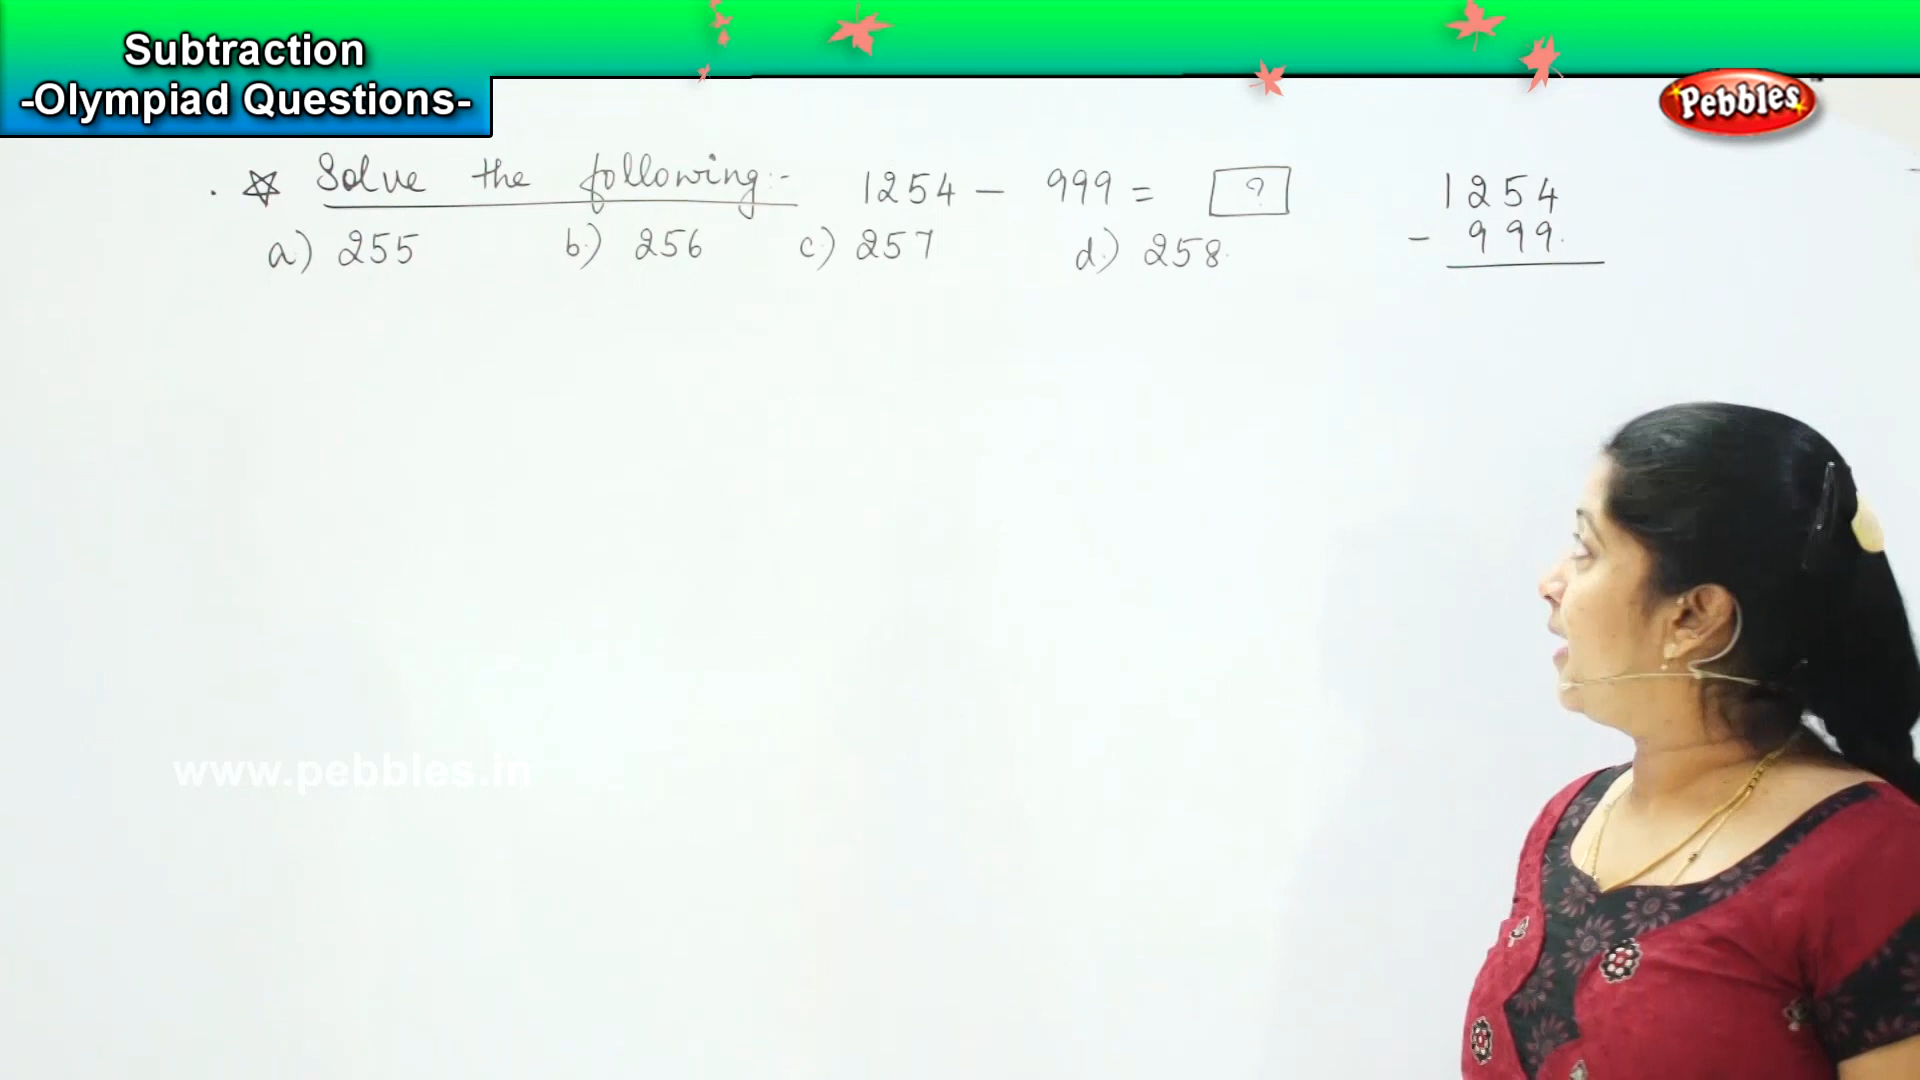 Subtraction
-Olympiad Questions-
Pebbles
Solve the following:- 1254 - 999 = ?
a) 255 b) 256 c) 257 d) 258
1254
- 999
www.pebbles.in